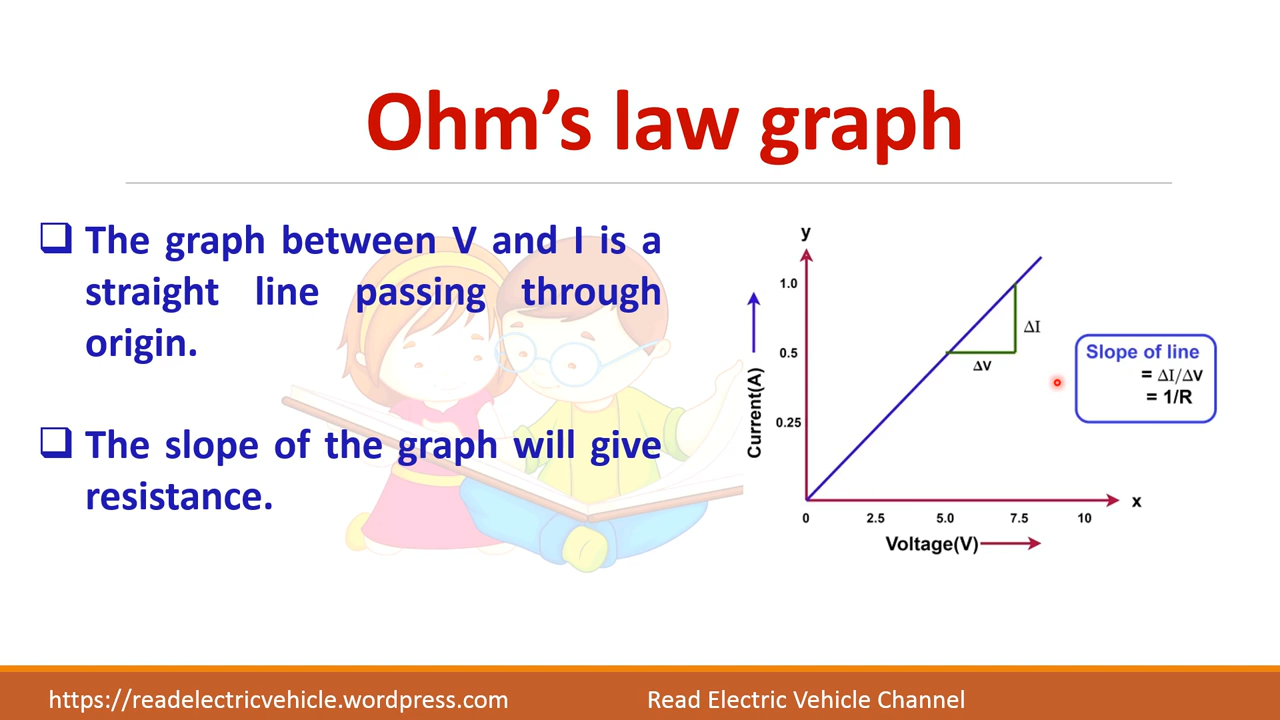 Ohm’s law graph
❑ The graph between V and I is a
straight line passing through
origin.
❑ The slope of the graph will give
resistance.
y
1.0
0.5
0.25
Current(A)
ΔI
ΔV
Slope of line
= ΔI/Δv
= 1/R
x
0 2.5 5.0 7.5 10
Voltage(V)
https://readelectricvehicle.wordpress.com
Read Electric Vehicle Channel